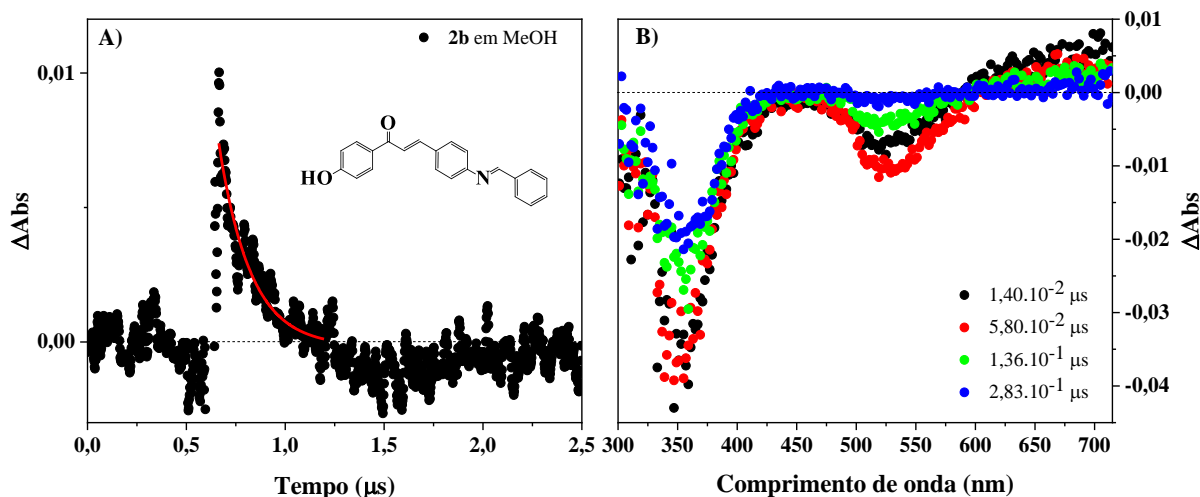 A)
2b em MeOH
O
HO
N
ΔAbs
0,01
0,00
0,0 0,5 1,0 1,5 2,0 2,5
Tempo (μs)
B)
0,01
0,00
-0,01
-0,02
-0,03
-0,04
ΔAbs
1,40.10-2 μs
5,80.10-2 μs
1,36.10-1 μs
2,83.10-1 μs
300 350 400 450 500 550 600 650 700
Comprimento de onda (nm)